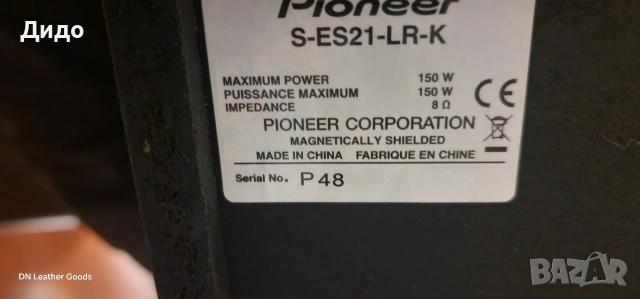 Дидо
Pioneer
S-ES21-LR-K
MAXIMUM POWER 150 W
PUISSANCE MAXIMUM 150 W
IMPEDANCE 8 Ω
CE
PIONEER CORPORATION
MAGNETICALLY SHIELDED
MADE IN CHINA FABRIQUE EN CHINE
Serial No. P48
DN Leather Goods
BAZAR